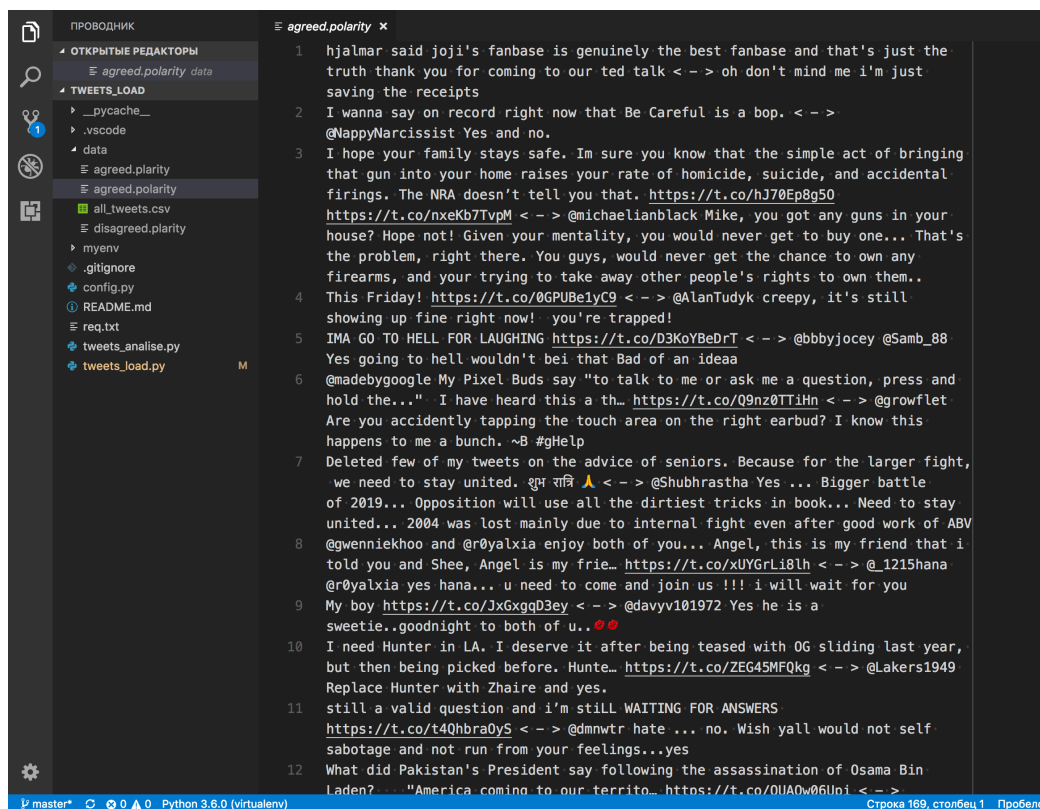 ПРОВОДНИК
ОТКРЫТЫЕ РЕДАКТОРЫ
agreed.polarity data
TWEETS_LOAD
__pycache__
.vscode
data
agreed.plarity
agreed.polarity
all_tweets.csv
disagreed.plarity
myenv
.gitignore
config.py
README.md
req.txt
tweets_analise.py
tweets_load.py M
1
agreed.polarity ×
1 hjalmar said joji's fanbase is genuinely the best fanbase and that's just the
truth thank you for coming to our ted talk < - > oh don't mind me i'm just
saving the receipts
2 I wanna say on record right now that Be Careful is a bop. < - >
@NappyNarcissist Yes and no.
3 I hope your family stays safe. Im sure you know that the simple act of bringing
that gun into your home raises your rate of homicide, suicide, and accidental
firings. The NRA doesn’t tell you that. https://t.co/hJ70Ep8g5O
https://t.co/nxeKb7TvpM < - > @michaelianblack Mike, you got any guns in your
house? Hope not! Given your mentality, you would never get to buy one... That's
the problem, right there. You guys, would never get the chance to own any
firearms, and your trying to take away other people's rights to own them..
4 This Friday! https://t.co/0GPUBe1yC9 < - > @AlanTudyk creepy, it's still
showing up fine right now! you're trapped!
5 IMA GO TO HELL FOR LAUGHING https://t.co/D3KoYBeDrT < - > @bbbyjocey @Samb_88
Yes going to hell wouldn't bei that Bad of an ideaa
6 @madebygoogle My Pixel Buds say "to talk to me or ask me a question, press and
hold the..." I have heard this a th… https://t.co/Q9nz0TTiHn < - > @growflet
Are you accidently tapping the touch area on the right earbud? I know this
happens to me a bunch. ~B #gHelp
7 Deleted few of my tweets on the advice of seniors. Because for the larger fight,
we need to stay united. शुभ रात्रि 🙏 < - > @Shubhrastha Yes ... Bigger battle
of 2019... Opposition will use all the dirtiest tricks in book... Need to stay
united... 2004 was lost mainly due to internal fight even after good work of ABV
8 @gwenniekhoo and @r0yalxia enjoy both of you... Angel, this is my friend that i
told you and Shee, Angel is my frie… https://t.co/xUYGrLi8lh < - > @_1215hana
@r0yalxia yes hana... u need to come and join us !!! i will wait for you
9 My boy https://t.co/JxGxgqD3ey < - > @davyv101972 Yes he is a
sweetie..goodnight to both of u..
10 I need Hunter in LA. I deserve it after being teased with OG sliding last year,
but then being picked before. Hunte… https://t.co/ZEG45MFQkg < - > @Lakers1949
Replace Hunter with Zhaire and yes.
11 still a valid question and i’m stiLL WAITING FOR ANSWERS
https://t.co/t4QhbraOyS < - > @dmnwtr hate ... no. Wish yall would not self
sabotage and not run from your feelings...yes
12 What did Pakistan's President say following the assassination of Osama Bin
Laden? "America coming to our territo… https://t.co/OUAOw06Upi < - >
master* 0 0 Python 3.6.0 (virtualenv) Строка 169, столбец 1